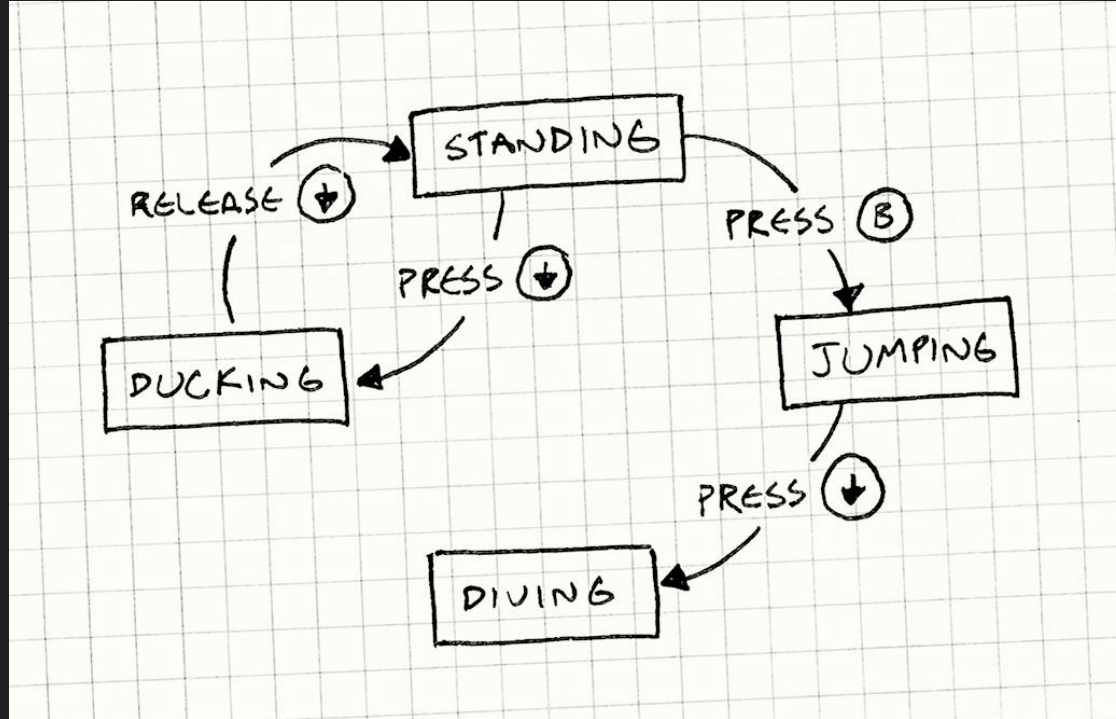 STANDING
RELEASE ↓
PRESS B
PRESS ↓
DUCKING
JUMPING
PRESS ↓
DIVING